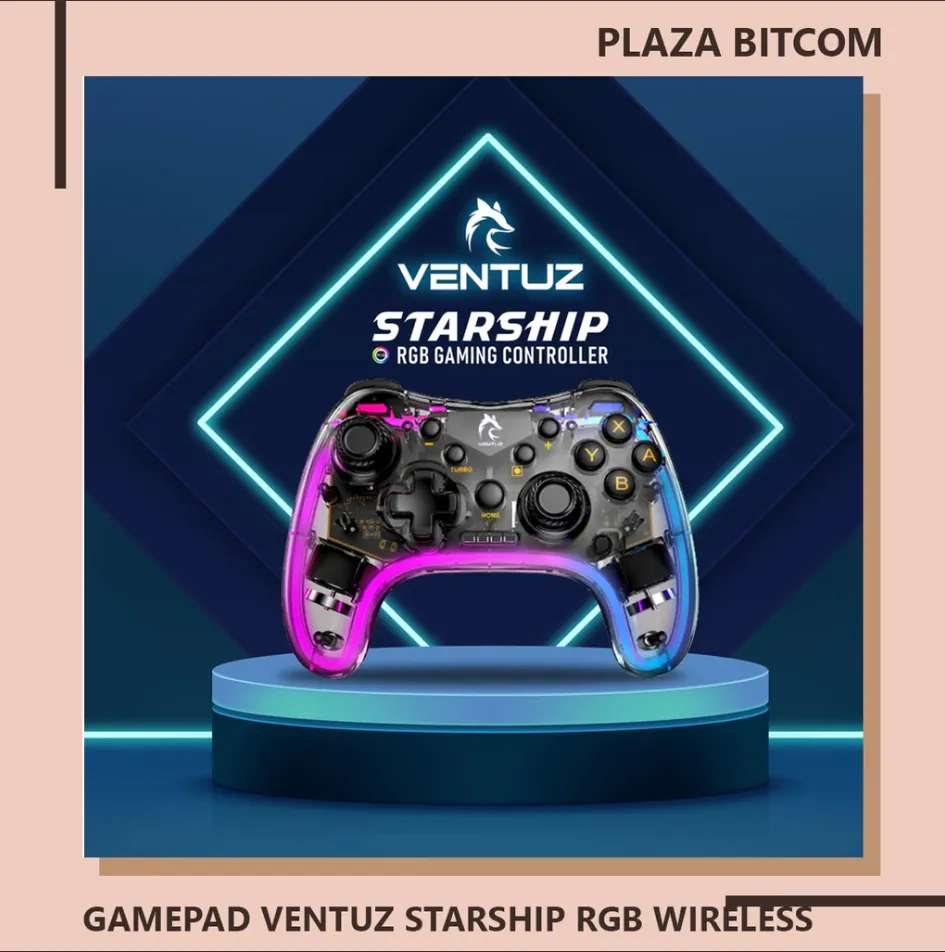 PLAZA BITCOM
VENTUZ
STARSHIP
RGB GAMING CONTROLLER
VENTUZ
- +
X
Y A
B
TURBO
HOME
GAMEPAD VENTUZ STARSHIP RGB WIRELESS